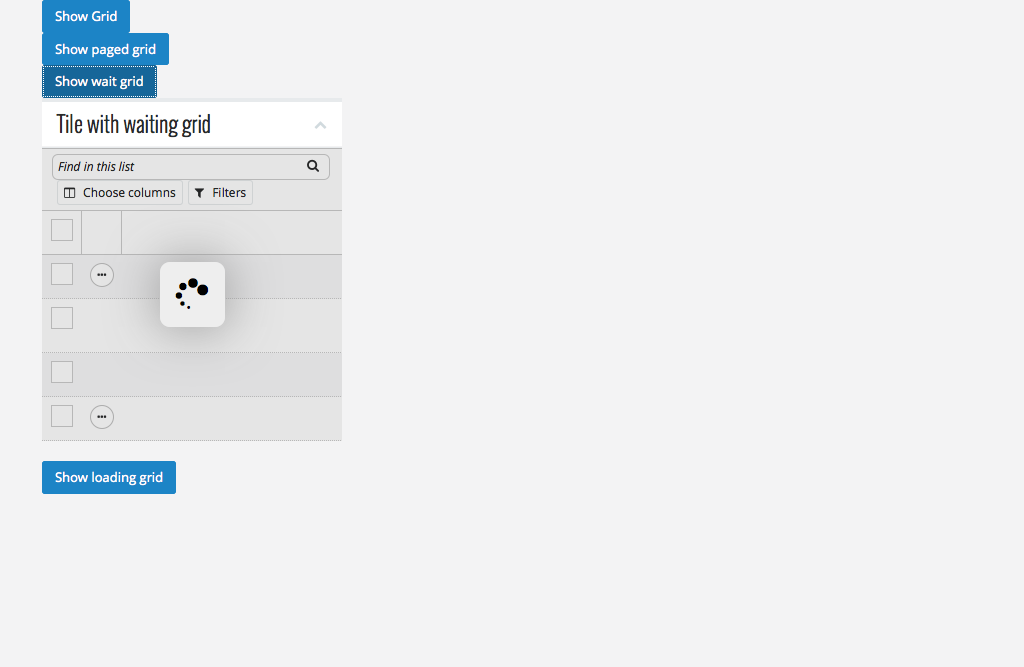 Show Grid
Show paged grid
Show wait grid
Tile with waiting grid
Find in this list
Choose columns Filters
Show loading grid